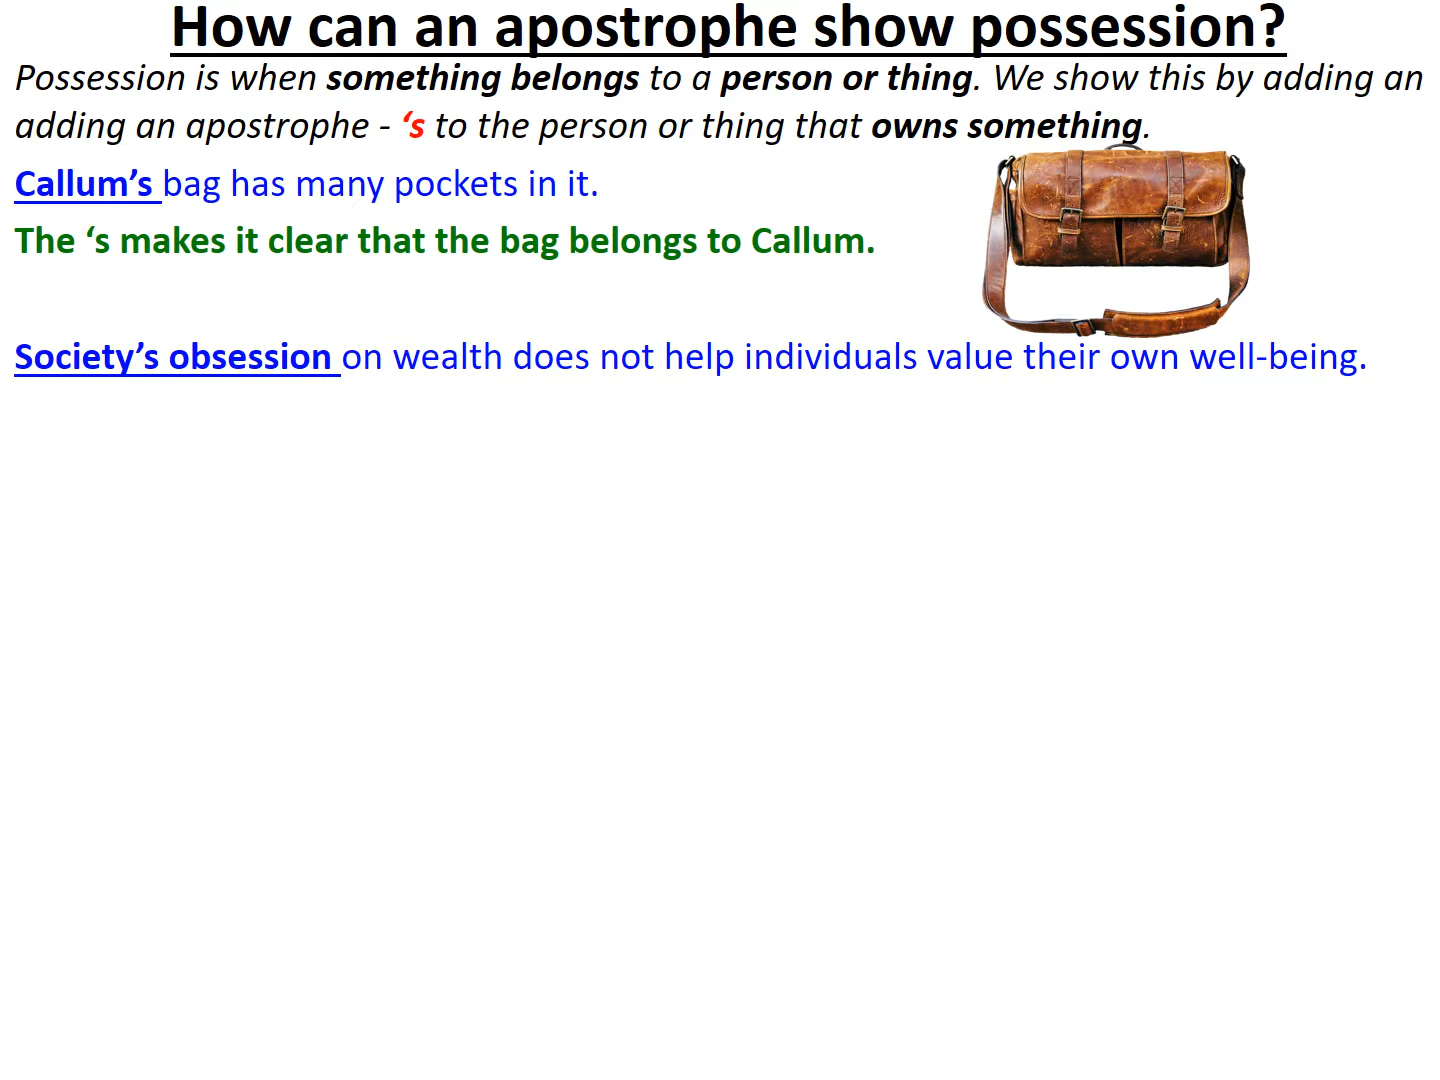 How can an apostrophe show possession?
Possession is when something belongs to a person or thing. We show this by adding an
adding an apostrophe - ‘s to the person or thing that owns something.
Callum’s bag has many pockets in it.
The ‘s makes it clear that the bag belongs to Callum.
Society’s obsession on wealth does not help individuals value their own well-being.